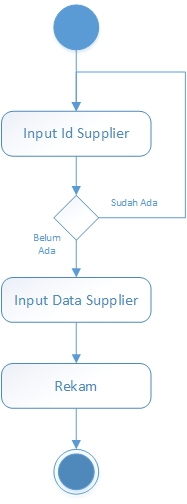 Input Id Supplier
Sudah Ada
Belum
Ada
Input Data Supplier
Rekam